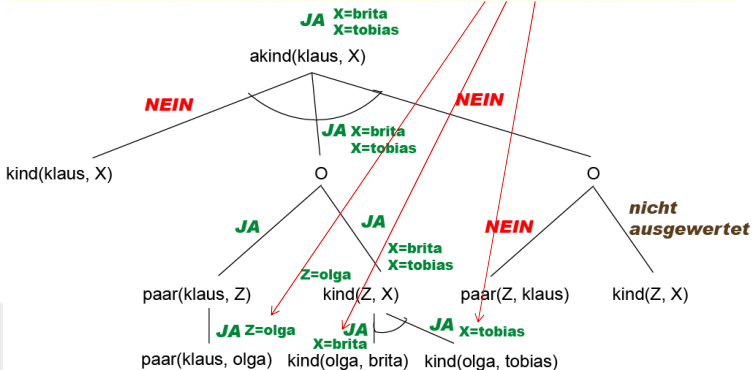 JA X=brita
X=tobias
akind(klaus, X)
NEIN
NEIN
JA X=brita
X=tobias
kind(klaus, X)
O
O
JA
JA
NEIN
nicht
ausgewertet
X=brita
X=tobias
Z=olga
paar(klaus, Z)
kind(Z, X)
paar(Z, klaus)
kind(Z, X)
JA Z=olga
JA
X=brita
JA X=tobias
paar(klaus, olga)
kind(olga, brita)
kind(olga, tobias)